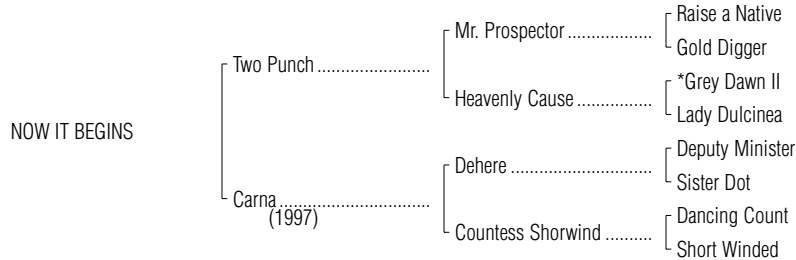 Raise a Native
Mr. Prospector ....................
Gold Digger
Two Punch ...........................
*Grey Dawn II
Heavenly Cause ..................
Lady Dulcinea
NOW IT BEGINS
Deputy Minister
Dehere ..................................
Sister Dot
Carna ....................................
(1997)
Dancing Count
Countess Shorwind ..........
Short Winded